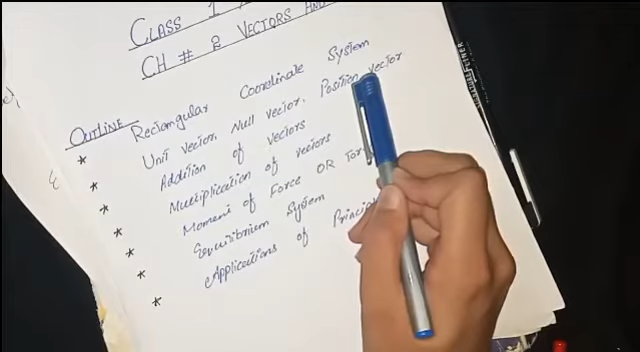 CLASS 1
CH # 2 VECTORS AND
OUTLINE
* Rectangular Coordinate System
* Unit vector, Null vector. Position vector
* Addition of vectors
* Multiplication of vectors
* Moment of Force OR Tor
* Equilibrium System
* Applications of